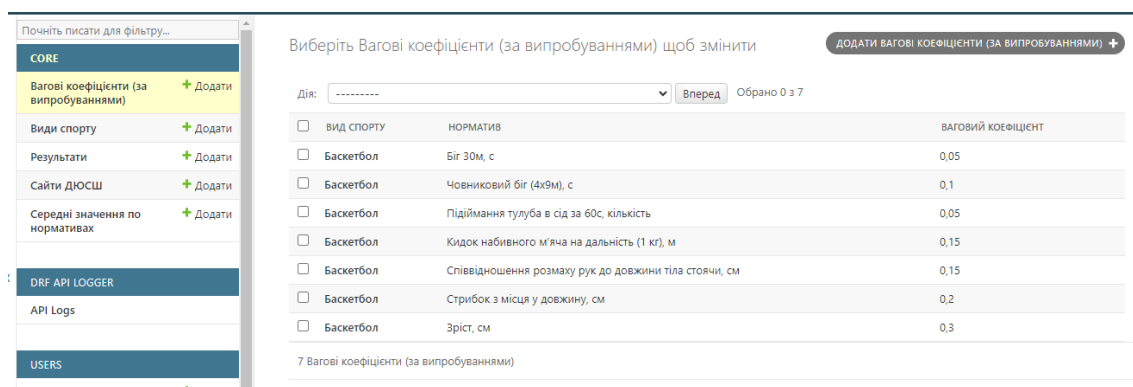 Почніть писати для фільтру...
CORE
Вагові коефіцієнти (за випробуваннями)
+ Додати
Види спорту
+ Додати
Результати
+ Додати
Сайти ДЮСШ
+ Додати
Середні значення по нормативах
+ Додати
DRF API LOGGER
API Logs
USERS
Виберіть Вагові коефіцієнти (за випробуваннями) щоб змінити
ДОДАТИ ВАГОВІ КОЕФІЦІЄНТИ (ЗА ВИПРОБУВАННЯМИ) +
Дія: --------- Вперед Обрано 0 з 7
ВИД СПОРТУ НОРМАТИВ ВАГОВИЙ КОЕФІЦІЄНТ
Баскетбол Біг 30м, с 0,05
Баскетбол Човниковий біг (4х9м), с 0,1
Баскетбол Підіймання тулуба в сід за 60с, кількість 0,05
Баскетбол Кидок набивного м'яча на дальність (1 кг), м 0,15
Баскетбол Співвідношення розмаху рук до довжини тіла стоячи, см 0,15
Баскетбол Стрибок з місця у довжину, см 0,2
Баскетбол Зріст, см 0,3
7 Вагові коефіцієнти (за випробуваннями)